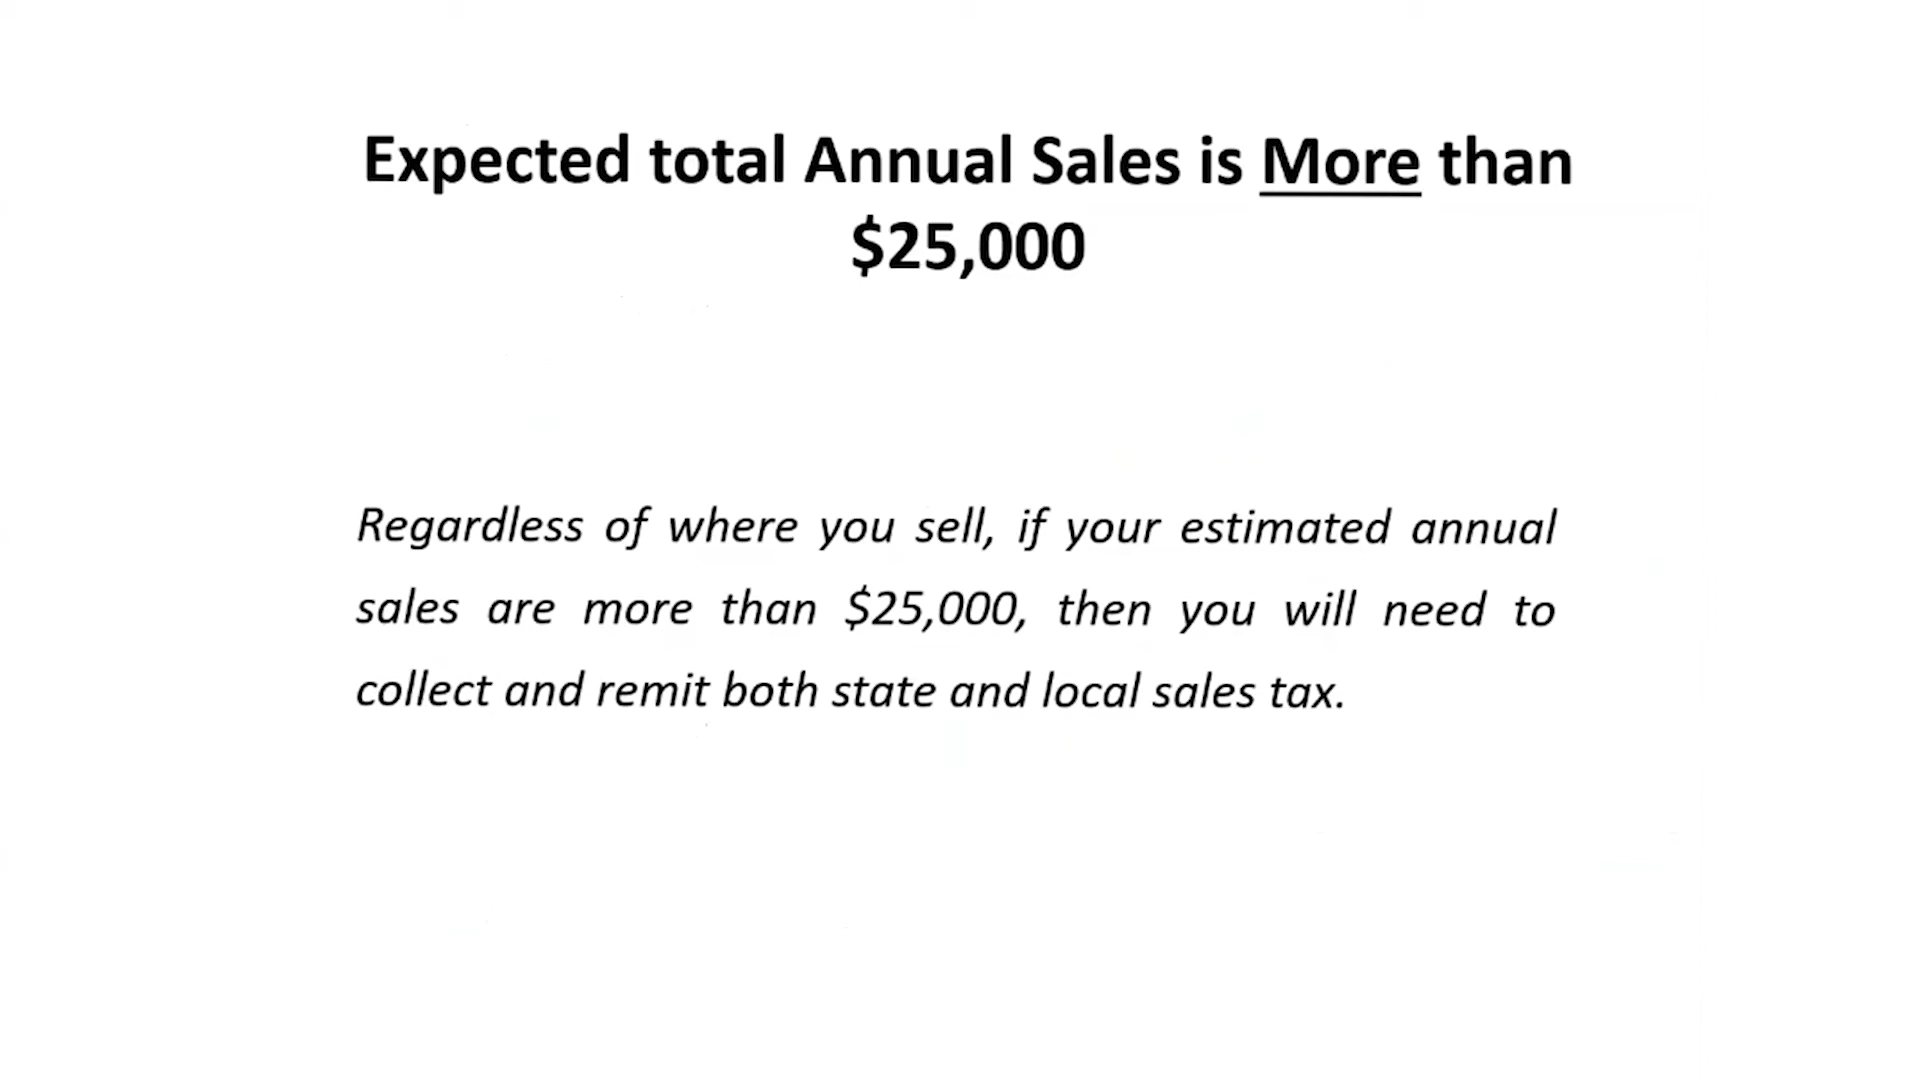 Expected total Annual Sales is More than
$25,000
Regardless of where you sell, if your estimated annual
sales are more than $25,000, then you will need to
collect and remit both state and local sales tax.